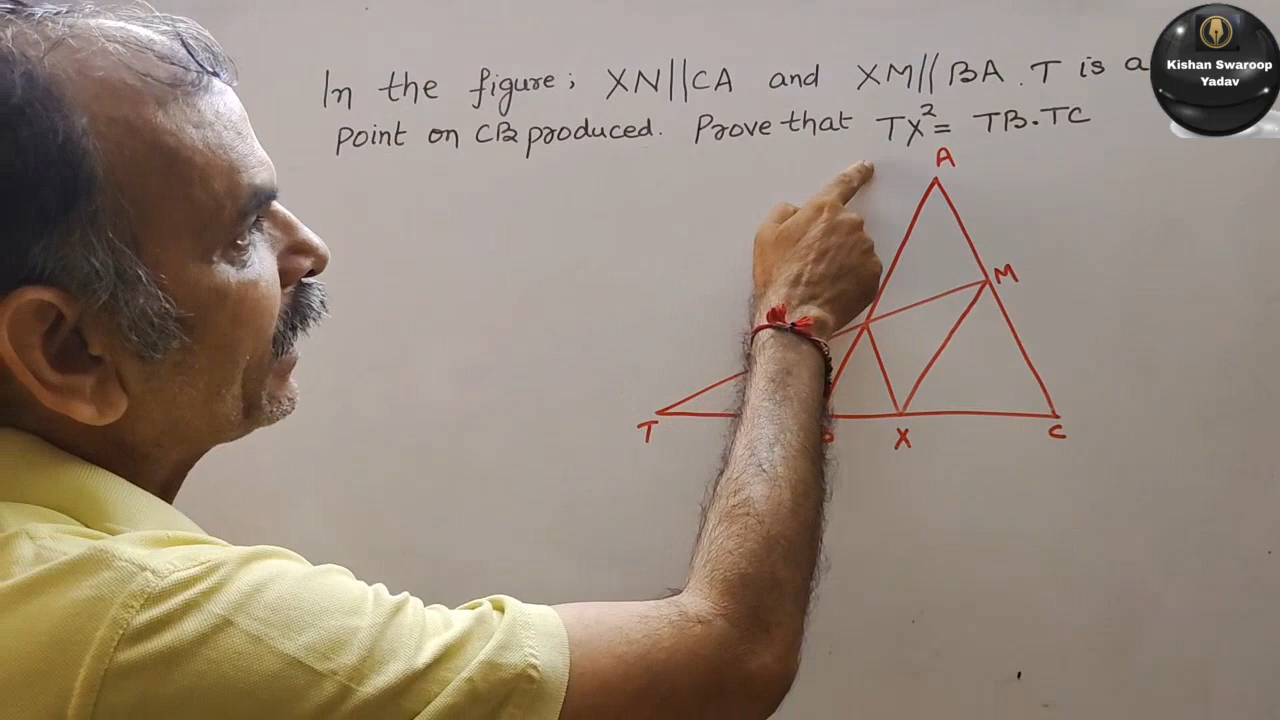 In the figure; XN||CA and XM||BA. T is a
point on CB produced. Prove that TX²= TB.TC
Kishan Swaroop
Yadav
A
M
T
X
C